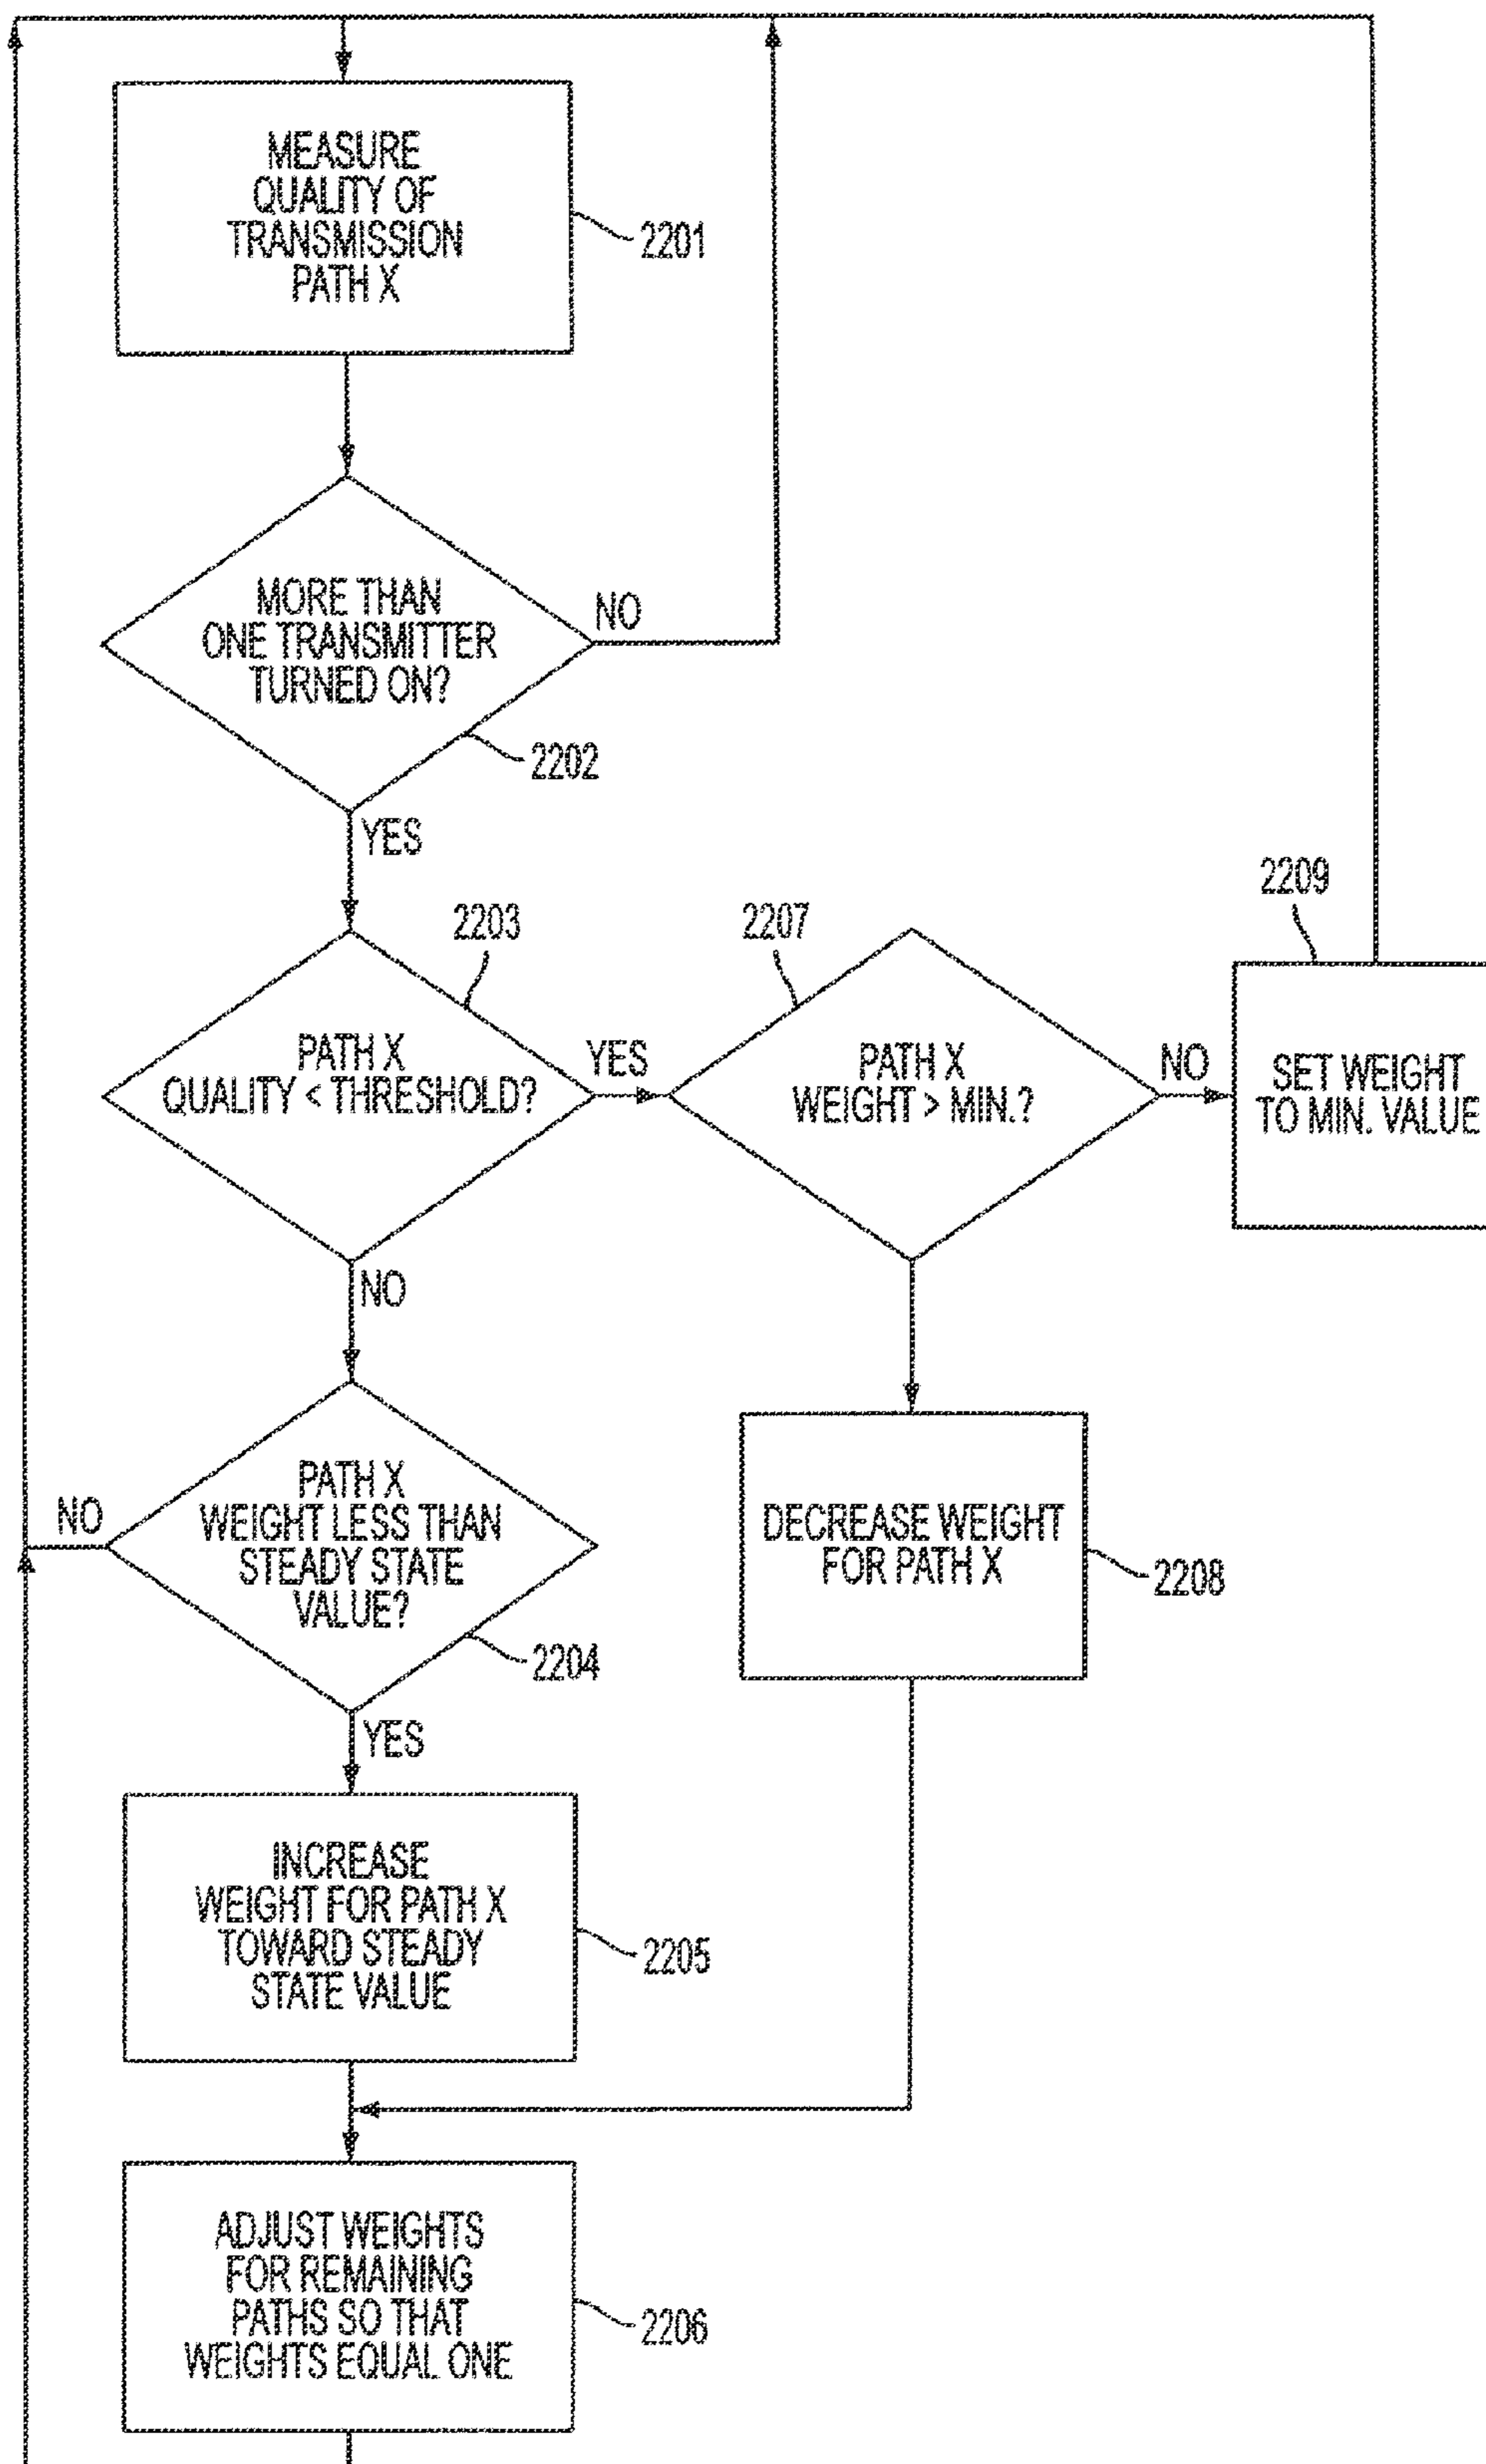 MEASURE
QUALITY OF
TRANSMISSION
PATH X
2201
MORE THAN
ONE TRANSMITTER
TURNED ON?
NO
2202
YES
2203
PATH X
QUALITY < THRESHOLD?
YES
2207
PATH X
WEIGHT > MIN.?
NO
2209
SET WEIGHT
TO MIN. VALUE
NO
PATH X
WEIGHT LESS THAN
STEADY STATE
VALUE?
NO
2204
YES
DECREASE WEIGHT
FOR PATH X
2208
INCREASE
WEIGHT FOR PATH X
TOWARD STEADY
STATE VALUE
2205
ADJUST WEIGHTS
FOR REMAINING
PATHS SO THAT
WEIGHTS EQUAL ONE
2206